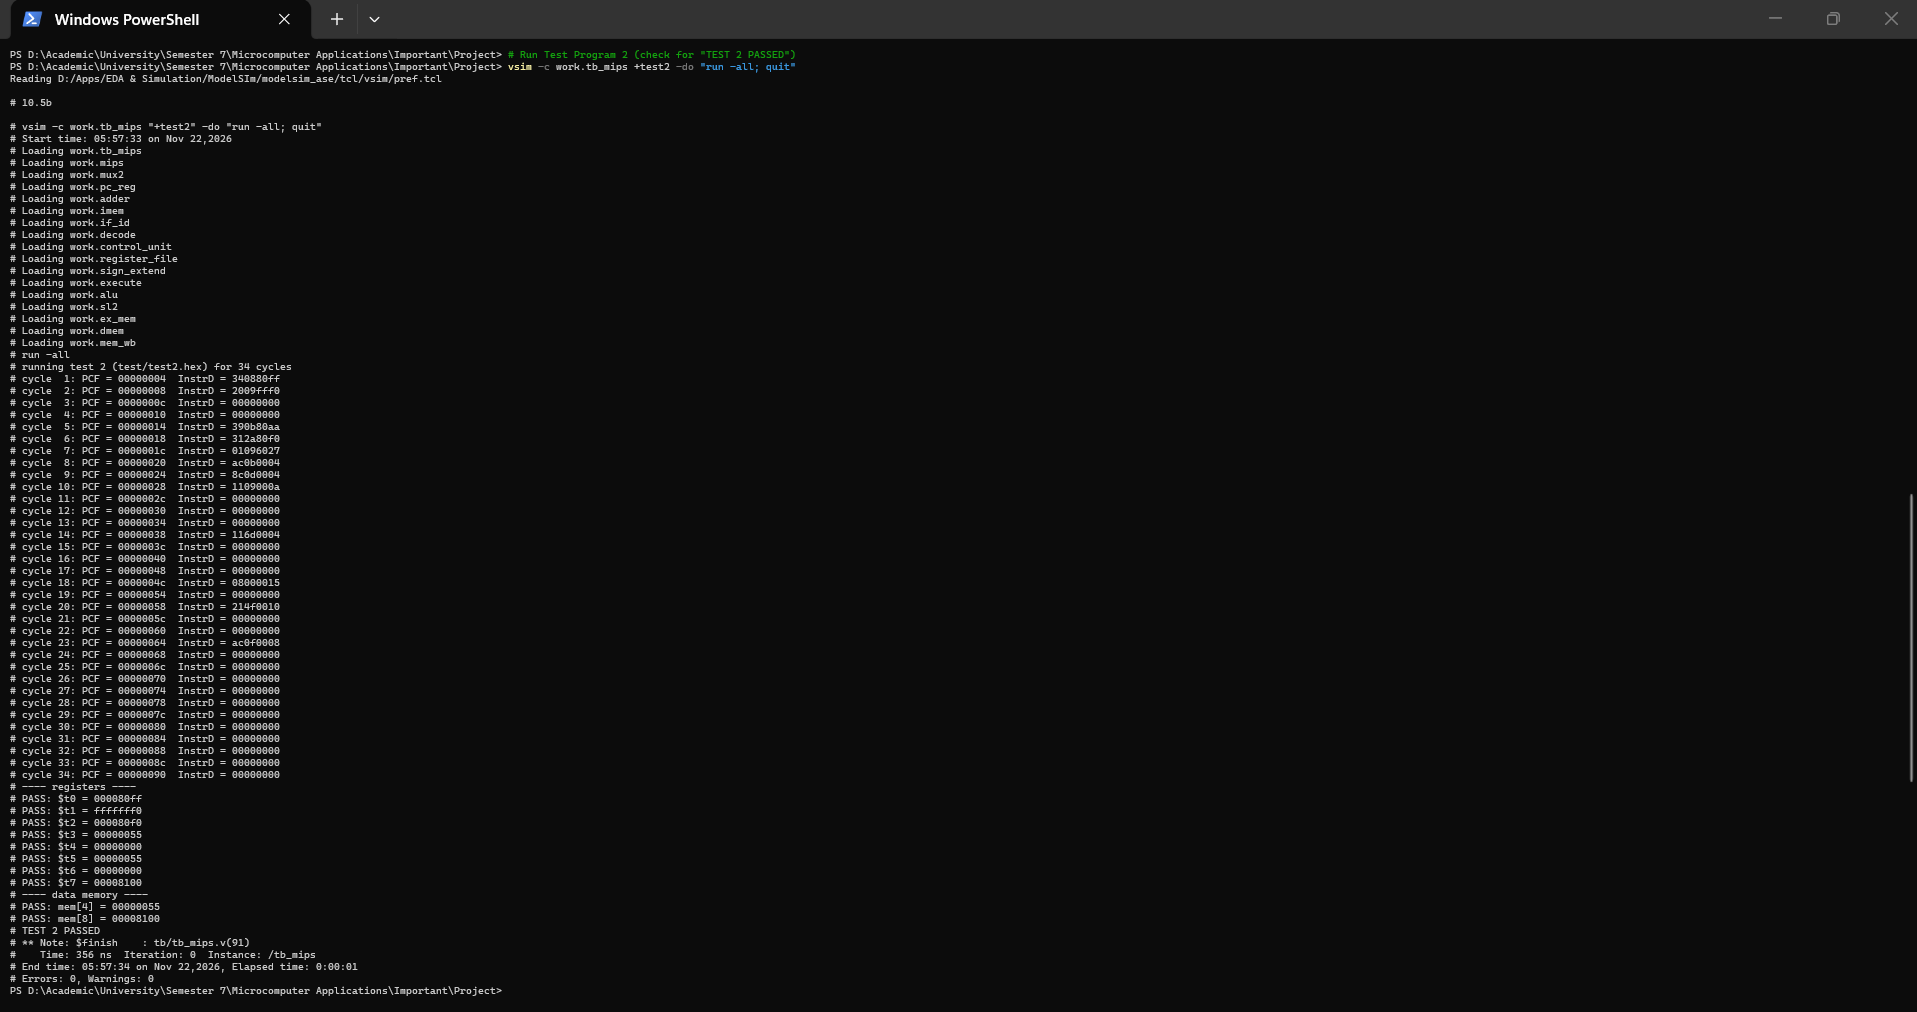 Windows PowerShell
PS D:\Academic\University\Semester 7\Microcomputer Applications\Important\Project> # Run Test Program 2 (check for "TEST 2 PASSED")
PS D:\Academic\University\Semester 7\Microcomputer Applications\Important\Project> vsim -c work.tb_mips +test2 -do "run -all; quit"
Reading D:/Apps/EDA & Simulation/ModelSIm/modelsim_ase/tcl/vsim/pref.tcl
# 10.5b
# vsim -c work.tb_mips "+test2" -do "run -all; quit"
# Start time: 05:57:33 on Nov 22,2026
# Loading work.tb_mips
# Loading work.mips
# Loading work.mux2
# Loading work.pc_reg
# Loading work.adder
# Loading work.imem
# Loading work.if_id
# Loading work.decode
# Loading work.control_unit
# Loading work.register_file
# Loading work.sign_extend
# Loading work.execute
# Loading work.alu
# Loading work.sl2
# Loading work.ex_mem
# Loading work.dmem
# Loading work.mem_wb
# run -all
# running test 2 (test/test2.hex) for 34 cycles
# cycle  1: PCF = 00000004  InstrD = 340880ff
# cycle  2: PCF = 00000008  InstrD = 2009fff0
# cycle  3: PCF = 0000000c  InstrD = 00000000
# cycle  4: PCF = 00000010  InstrD = 00000000
# cycle  5: PCF = 00000014  InstrD = 390b80aa
# cycle  6: PCF = 00000018  InstrD = 312a80f0
# cycle  7: PCF = 0000001c  InstrD = 01096027
# cycle  8: PCF = 00000020  InstrD = ac0b0004
# cycle  9: PCF = 00000024  InstrD = 8c0d0004
# cycle 10: PCF = 00000028  InstrD = 1109000a
# cycle 11: PCF = 0000002c  InstrD = 00000000
# cycle 12: PCF = 00000030  InstrD = 00000000
# cycle 13: PCF = 00000034  InstrD = 00000000
# cycle 14: PCF = 00000038  InstrD = 116d0004
# cycle 15: PCF = 0000003c  InstrD = 00000000
# cycle 16: PCF = 00000040  InstrD = 00000000
# cycle 17: PCF = 00000048  InstrD = 00000000
# cycle 18: PCF = 0000004c  InstrD = 08000015
# cycle 19: PCF = 00000054  InstrD = 00000000
# cycle 20: PCF = 00000058  InstrD = 214f0010
# cycle 21: PCF = 0000005c  InstrD = 00000000
# cycle 22: PCF = 00000060  InstrD = 00000000
# cycle 23: PCF = 00000064  InstrD = ac0f0008
# cycle 24: PCF = 00000068  InstrD = 00000000
# cycle 25: PCF = 0000006c  InstrD = 00000000
# cycle 26: PCF = 00000070  InstrD = 00000000
# cycle 27: PCF = 00000074  InstrD = 00000000
# cycle 28: PCF = 00000078  InstrD = 00000000
# cycle 29: PCF = 0000007c  InstrD = 00000000
# cycle 30: PCF = 00000080  InstrD = 00000000
# cycle 31: PCF = 00000084  InstrD = 00000000
# cycle 32: PCF = 00000088  InstrD = 00000000
# cycle 33: PCF = 0000008c  InstrD = 00000000
# cycle 34: PCF = 00000090  InstrD = 00000000
# ---- registers ----
# PASS: $t0 = 000080ff
# PASS: $t1 = fffffff0
# PASS: $t2 = 000080f0
# PASS: $t3 = 00000055
# PASS: $t4 = 00000000
# PASS: $t5 = 00000055
# PASS: $t6 = 00000000
# PASS: $t7 = 00008100
# ---- data memory ----
# PASS: mem[4] = 00000055
# PASS: mem[8] = 00008100
# TEST 2 PASSED
# ** Note: $finish    : tb/tb_mips.v(91)
#    Time: 356 ns  Iteration: 0  Instance: /tb_mips
# End time: 05:57:34 on Nov 22,2026, Elapsed time: 0:00:01
# Errors: 0, Warnings: 0
PS D:\Academic\University\Semester 7\Microcomputer Applications\Important\Project>